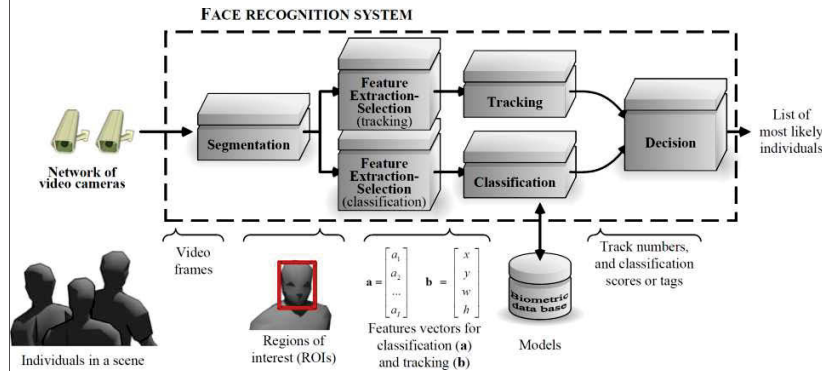 FACE RECOGNITION SYSTEM
Feature
Extraction-
Selection
(tracking)
Tracking
Segmentation
Decision
List of
most likely
individuals
Network of
video cameras
Feature
Extraction-
Selection
(classification)
Classification
Video
frames
Regions of
interest (ROIs)
a = [a1 a2 ... aI]
b = [x y w h]
Features vectors for
classification (a)
and tracking (b)
Biometric
data base
Models
Track numbers,
and classification
scores or tags
Individuals in a scene